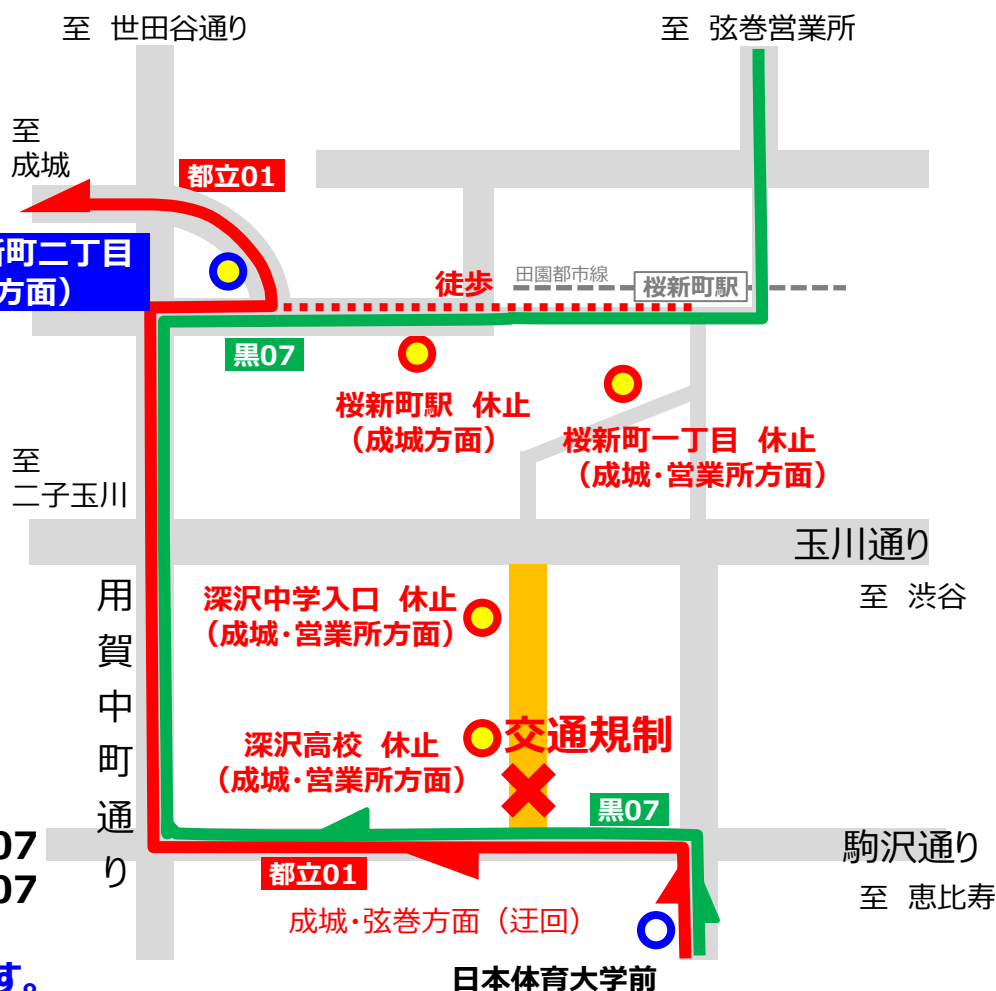 至 世田谷通り
至 弦巻営業所
至
成城
都立01
新町二丁目
方面）
徒歩
田園都市線
桜新町駅
黒07
桜新町駅 休止
（成城方面）
桜新町一丁目 休止
（成城･営業所方面）
至
二子玉川
玉川通り
至 渋谷
用賀中町通り
深沢中学入口 休止
（成城･営業所方面）
深沢高校 休止
（成城･営業所方面）
交通規制
黒07
07
07
駒沢通り
都立01
至 恵比寿
成城･弦巻方面（迂回）
す。
日本体育大学前